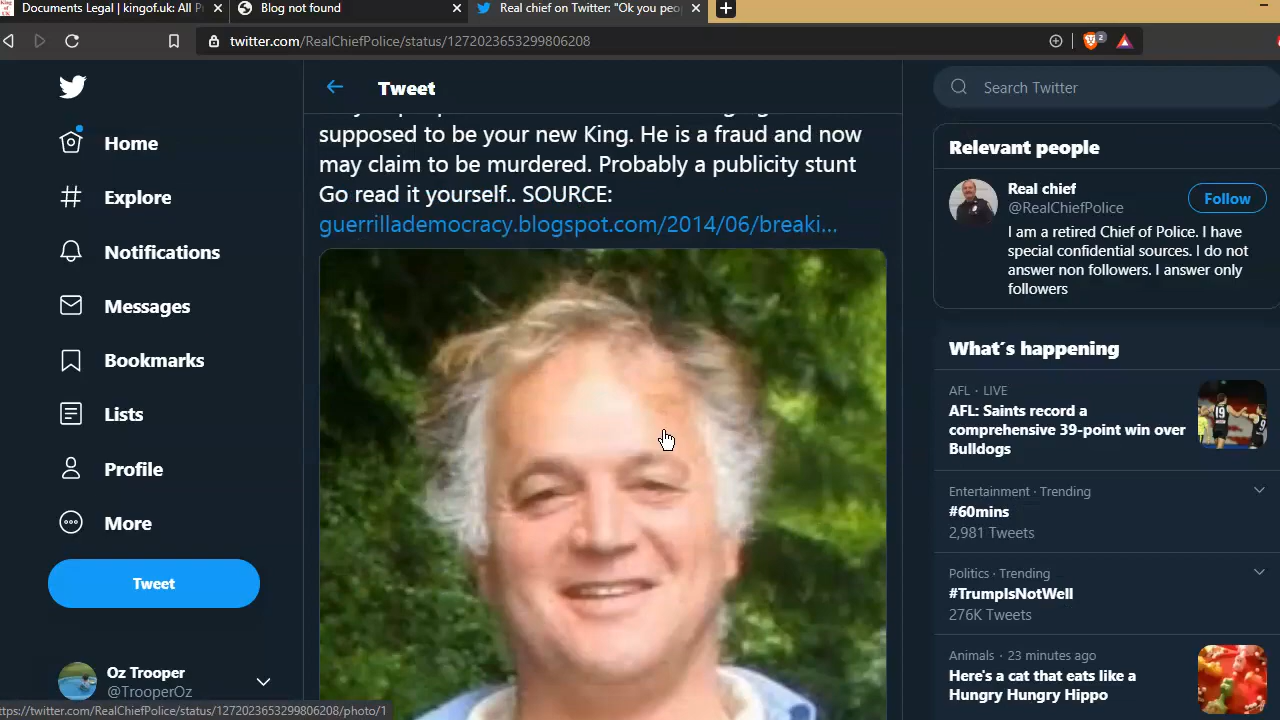 Documents Legal | kingof.uk: All Pr
Blog not found
Real chief on Twitter: "Ok you peop
twitter.com/RealChiefPolice/status/1272023653299806208
2
Tweet
Search Twitter
Home
Explore
Notifications
Messages
Bookmarks
Lists
Profile
More
Tweet
Oz Trooper
@TrooperOz
supposed to be your new King. He is a fraud and now
may claim to be murdered. Probably a publicity stunt
Go read it yourself.. SOURCE:
guerrillademocracy.blogspot.com/2014/06/breaki...
Relevant people
Real chief
@RealChiefPolice
Follow
I am a retired Chief of Police. I have
special confidential sources. I do not
answer non followers. I answer only
followers
What's happening
AFL · LIVE
AFL: Saints record a
comprehensive 39-point win over
Bulldogs
Entertainment · Trending
#60mins
2,981 Tweets
Politics · Trending
#TrumpIsNotWell
276K Tweets
Animals · 23 minutes ago
Here's a cat that eats like a
Hungry Hungry Hippo
ttps://twitter.com/RealChiefPolice/status/1272023653299806208/photo/1